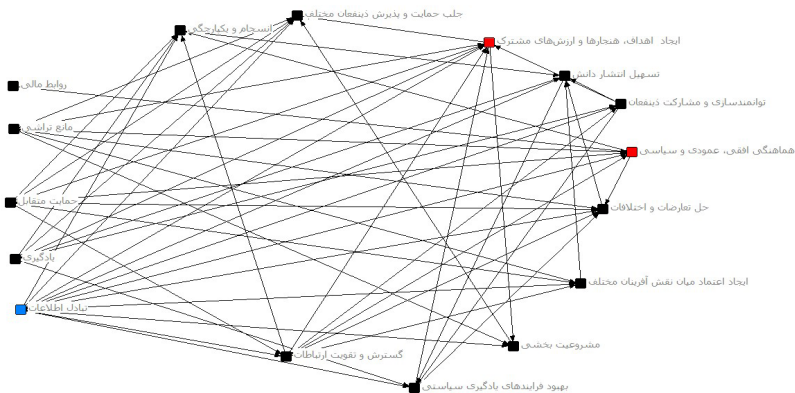 جلب حمایت و پذیرش ذینفعان مختلف
انسجام و یکپارچگی
ایجاد اهداف، هنجارها و ارزش‌های مشترک
تسهیل انتشار دانش
روابط مالی
توانمندسازی و مشارکت ذینفعان
مانع تراشی
هماهنگی افقی، عمودی و سیاسی
حمایت متقابل
حل تعارضات و اختلافات
یادگیری
ایجاد اعتماد میان نقش آفرینان مختلف
تبادل اطلاعات
مشروعیت بخشی
گسترش و تقویت ارتباطات
بهبود فرایندهای یادگیری سیاستی